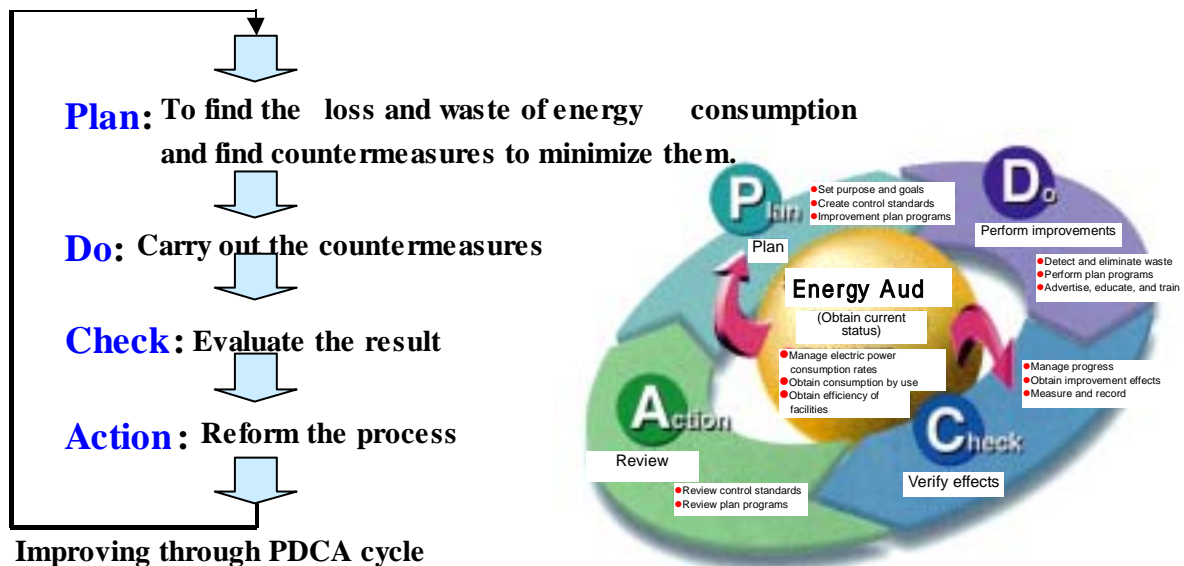 Plan: To find the loss and waste of energy consumption
and find countermeasures to minimize them.
Do: Carry out the countermeasures
Check: Evaluate the result
Action: Reform the process
Improving through PDCA cycle
Plan
●Set purpose and goals
●Create control standards
●Improvement plan programs
Plan
Do
Perform improvements
●Detect and eliminate waste
●Perform plan programs
●Advertise, educate, and train
Energy Aud
(Obtain current
status)
●Manage electric power
consumption rates
●Obtain consumption by use
●Obtain efficiency of
facilities
●Manage progress
●Obtain improvement effects
●Measure and record
Check
Verify effects
Action
Review
●Review control standards
●Review plan programs